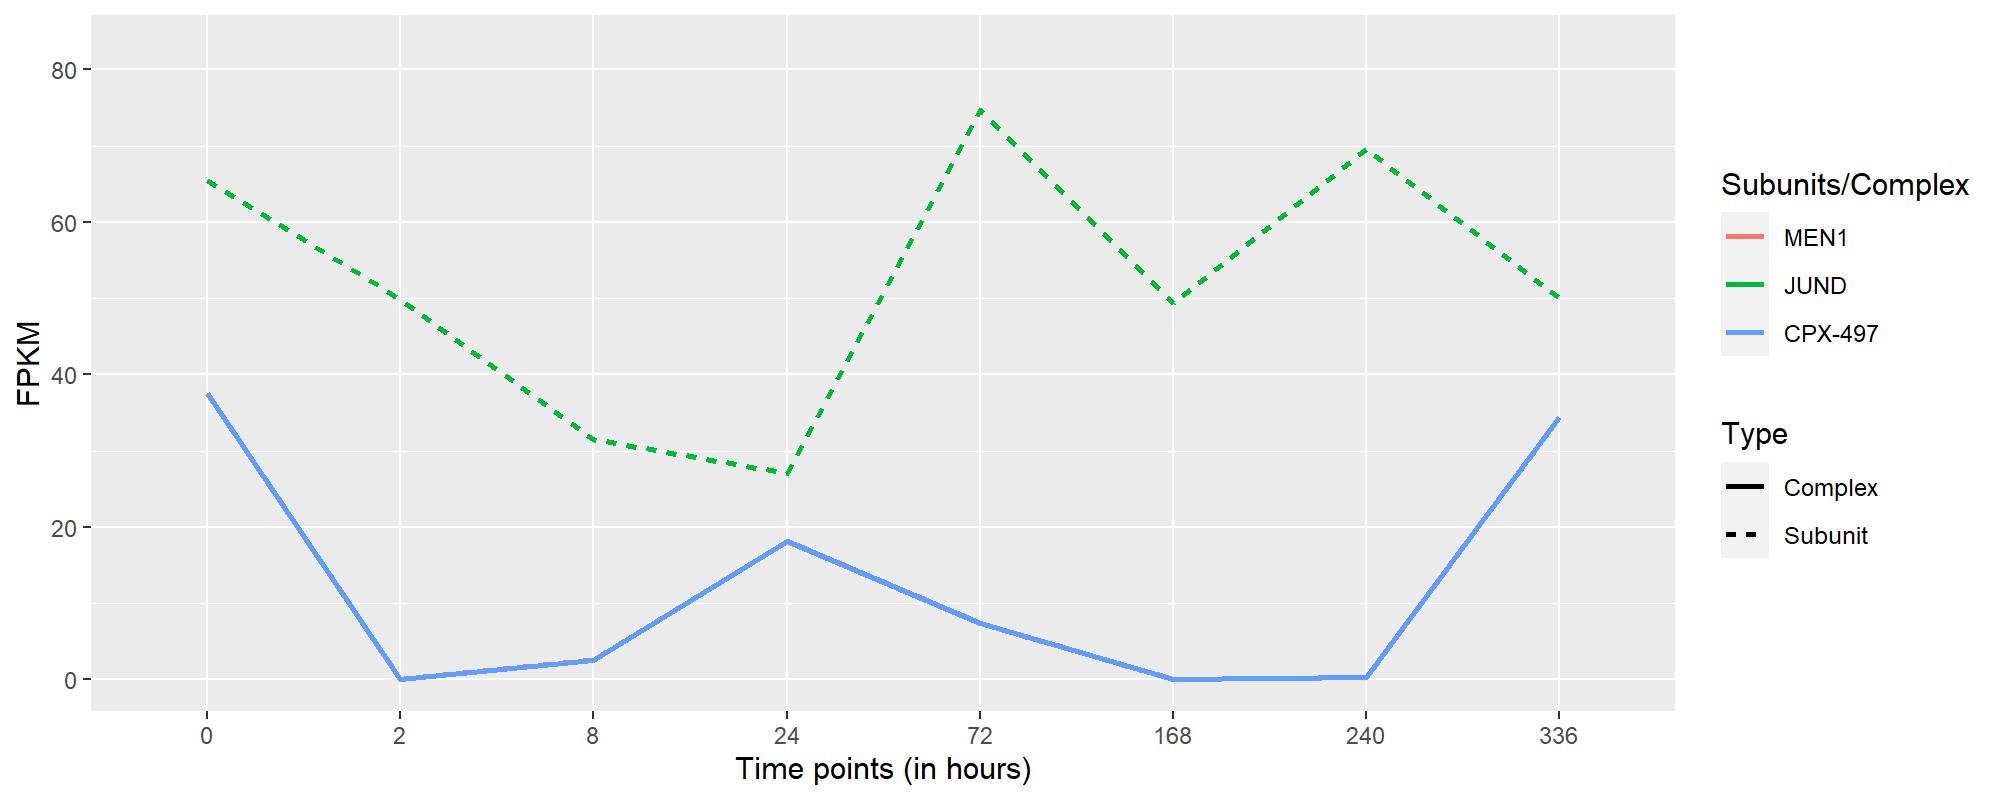 80
60
40
20
0
FPKM
0 2 8 24 72 168 240 336
Time points (in hours)
Subunits/Complex
MEN1
JUND
CPX-497
Type
Complex
Subunit